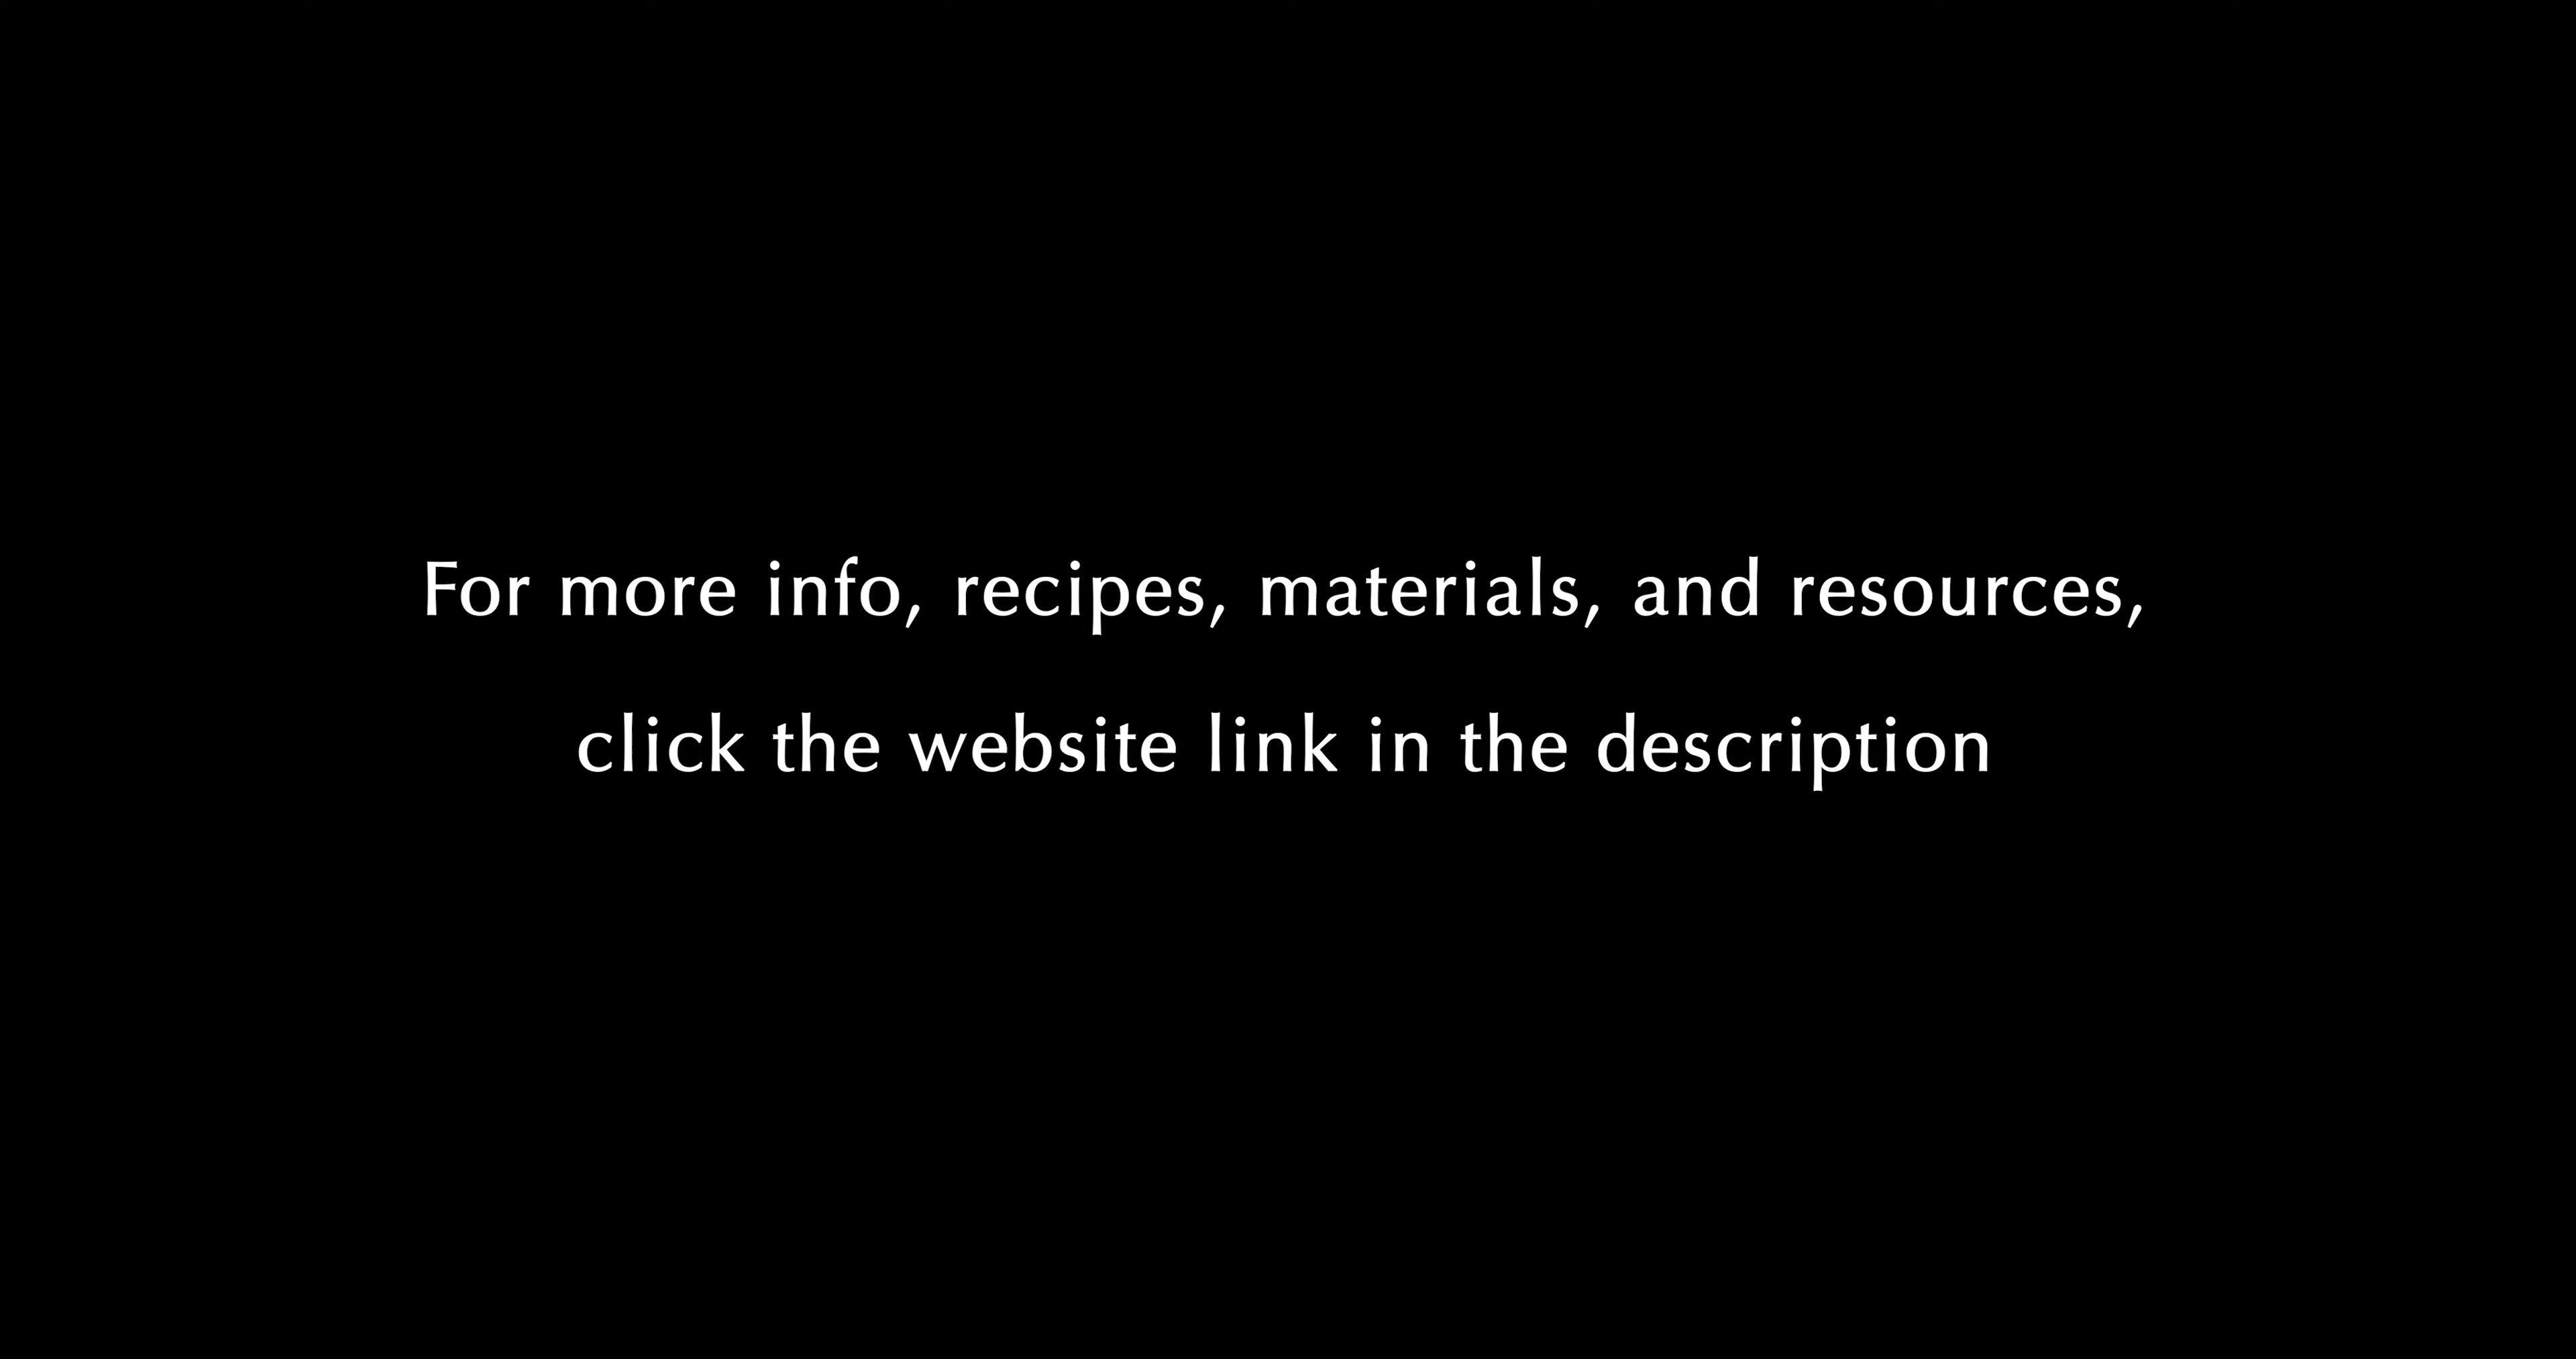 For more info, recipes, materials, and resources,
click the website link in the description